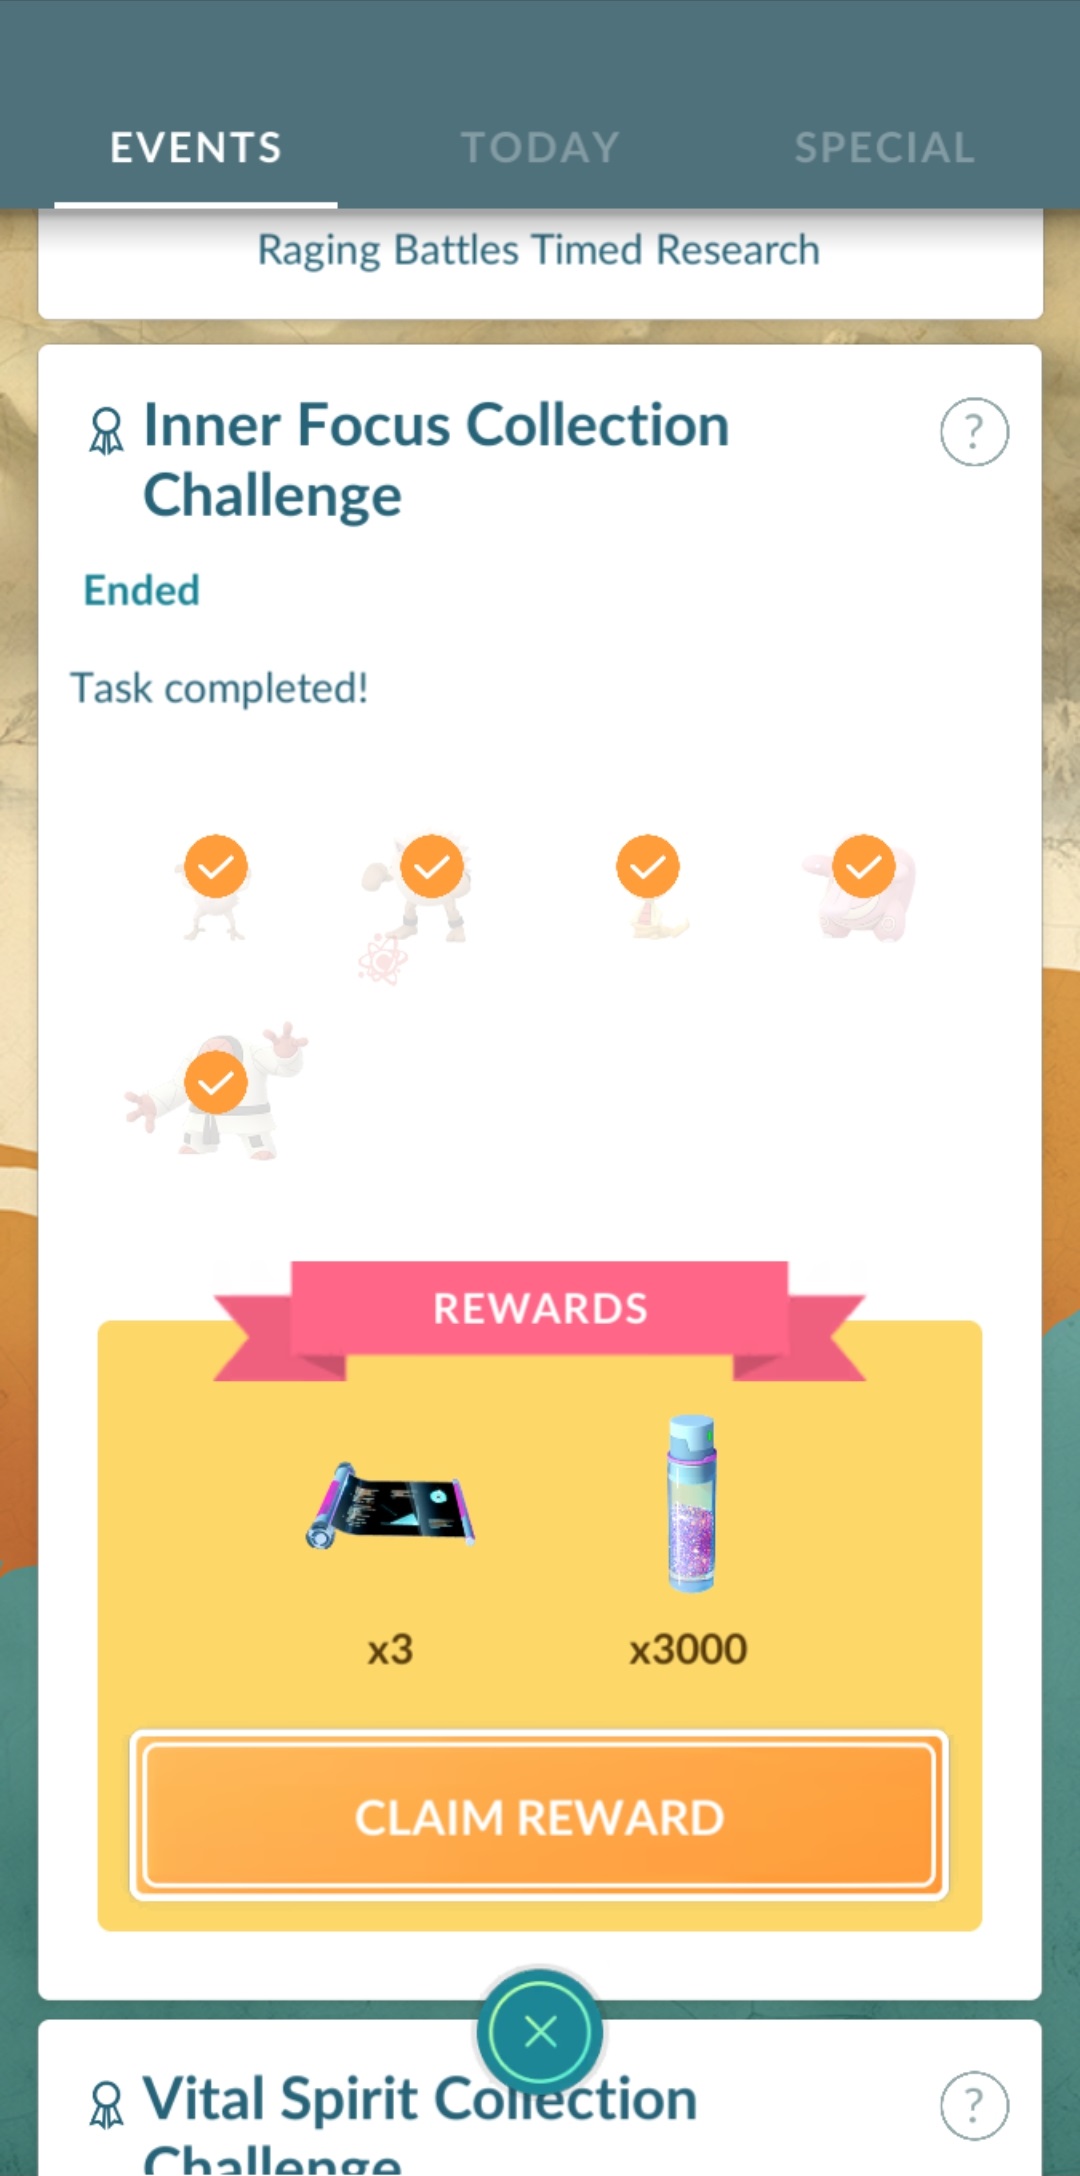 EVENTS
TODAY
SPECIAL
Raging Battles Timed Research
Inner Focus Collection
Challenge
?
Ended
Task completed!
REWARDS
x3
x3000
CLAIM REWARD
Vital Spirit Collection
Challenge
?